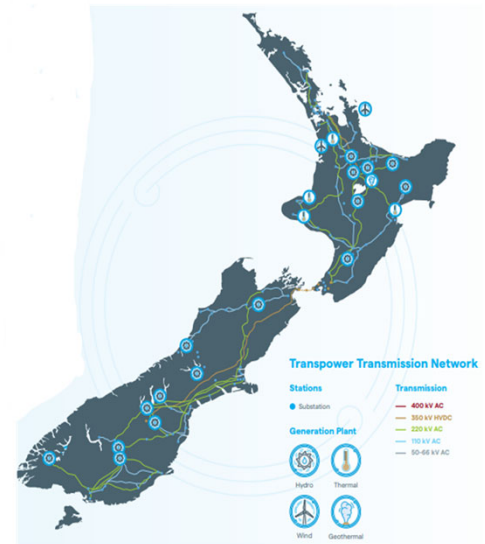 Transpower Transmission Network
Stations
Substation
Generation Plant
Hydro
Thermal
Wind
Geothermal
Transmission
400 kV AC
350 kV HVDC
220 kV AC
110 kV AC
50-66 kV AC